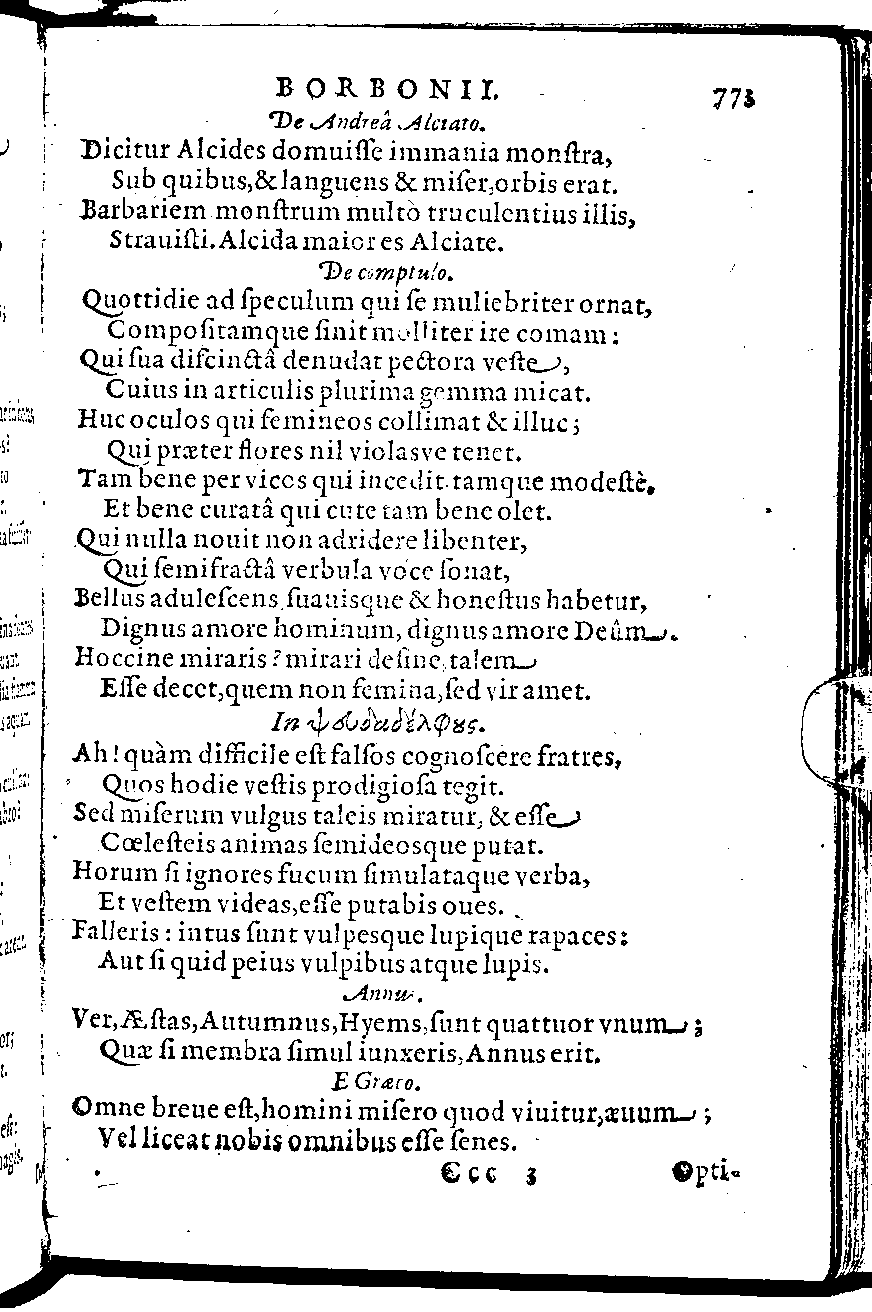 BORBONII. 773
De Andreâ Alciato.
Dicitur Alcides domuiſſe immania monſtra,
Sub quibus,& languens & miſer,orbis erat.
Barbariem monſtrum multò truculentius illis,
Strauiſti.Alcida maior es Alciate.
De comptulo.
Quottidie ad ſpeculum qui ſe muliebriter ornat,
Compoſitamque ſinit molliter ire comam:
Qui ſua diſcinctâ denudat pectora veſte,
Cuius in articulis plurima gemma micat.
Huc oculos qui femineos collimat & illuc;
Qui præter flores nil violasve tenet.
Tam bene per vices qui incedit, tamque modeſtè,
Et bene curatâ qui cute tam bene olet.
Qui nulla nouit non adridere libenter,
Qui ſemifractâ verbula voce ſonat,
Bellus aduleſcens,ſuauisque & honeſtus habetur,
Dignus amore hominum, dignus amore Deûm.
Hoccine miraris? mirari deſine, talem
Eſſe decet,quem non femina,ſed vir amet.
In ψευδαδέλφȣς.
Ah! quàm difficile eſt falſos cognoſcere fratres,
Quos hodie veſtis prodigioſa tegit.
Sed miſerum vulgus taleis miratur, & eſſe
Cœleſteis animas ſemideosque putat.
Horum ſi ignores fucum ſimulataque verba,
Et veſtem videas,eſſe putabis oues.
Falleris: intus ſunt vulpesque lupique rapaces:
Aut ſi quid peius vulpibus atque lupis.
Annus.
Ver,Æſtas,Autumnus,Hyems,ſunt quattuor vnum;
Quæ ſi membra ſimul iunxeris,Annus erit.
E Græco.
Omne breue eſt,homini miſero quod viuitur,æuum;
Vel liceat nobis omnibus eſſe ſenes.
Ccc 3 Opti-